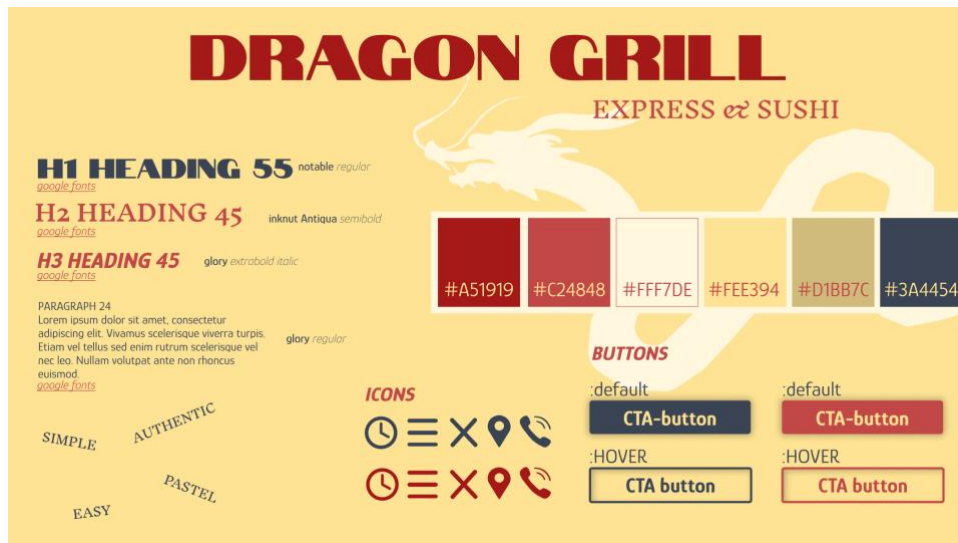 DRAGON GRILL
EXPRESS & SUSHI
H1 HEADING 55 notable regular
google fonts
H2 HEADING 45 inknut Antiqua semibold
google fonts
H3 HEADING 45 glory extrabold italic
google fonts
PARAGRAPH 24
Lorem ipsum dolor sit amet, consectetur
adipiscing elit. Vivamus scelerisque viverra turpis.
Etiam vel tellus sed enim rutrum scelerisque vel
nec leo. Nullam volutpat ante non rhoncus
euismod.
glory regular
google fonts
SIMPLE
AUTHENTIC
PASTEL
EASY
#A51919 #C24848 #FFF7DE #FEE394 #D1BB7C #3A4454
ICONS
BUTTONS
:default :default
CTA-button CTA-button
:HOVER :HOVER
CTA button CTA button